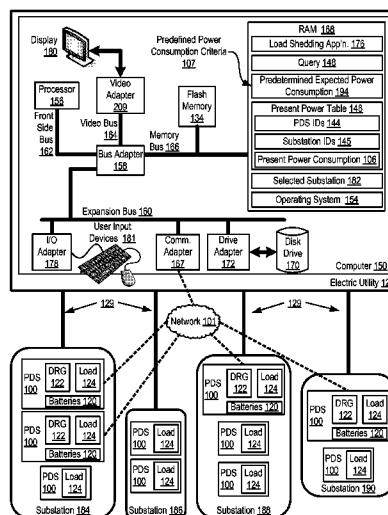 RAM 168
Load Shedding App'n. 176
Query 148
Predetermined Expected Power
Consumption 194
Present Power Table 146
PDS IDs 144
Substation IDs 145
Present Power Consumption 106
Selected Substation 182
Operating System 154
Predefined Power
Consumption Criteria
107
Display
180
Video
Adapter
209
Processor
156
Flash
Memory
134
Front
Side
Bus
162
Video Bus
164
Memory
Bus 166
Bus Adapter
158
Expansion Bus 160
I/O
Adapter
178
User Input
Devices 181
Comm.
Adapter
167
Drive
Adapter
172
Disk
Drive
170
Computer 150
Electric Utility
129
129
Network 101
PDS
100
DRG
122
Load
124
Batteries 120
PDS
100
DRG
122
Load
124
Batteries 120
PDS
100
Load
124
Substation 184
PDS
100
Load
124
PDS
100
Load
124
Substation 186
PDS
100
DRG
122
Load
124
Batteries 120
PDS
100
Load
124
PDS
100
Load
124
Substation 188
PDS
100
DRG
122
Load
124
Batteries 120
PDS
100
Load
124
Substation 190